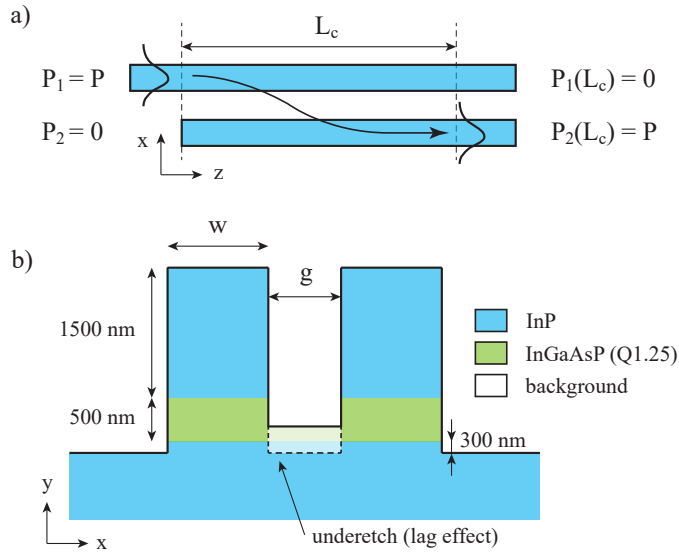 a)
L_c
P_1 = P
P_1(L_c) = 0
P_2 = 0
P_2(L_c) = P
x
z
b)
w
g
1500 nm
InP
InGaAsP (Q1.25)
background
500 nm
300 nm
y
x
underetch (lag effect)